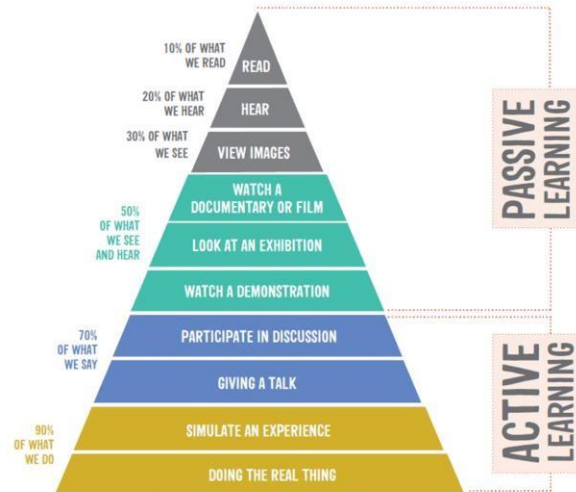 10% OF WHAT
WE READ
READ
20% OF WHAT
WE HEAR
HEAR
30% OF WHAT
WE SEE
VIEW IMAGES
WATCH A
DOCUMENTARY OR FILM
50%
OF WHAT
WE SEE
AND HEAR
LOOK AT AN EXHIBITION
WATCH A DEMONSTRATION
PASSIVE
LEARNING
70%
OF WHAT
WE SAY
PARTICIPATE IN DISCUSSION
GIVING A TALK
90%
OF WHAT
WE DO
SIMULATE AN EXPERIENCE
DOING THE REAL THING
ACTIVE
LEARNING